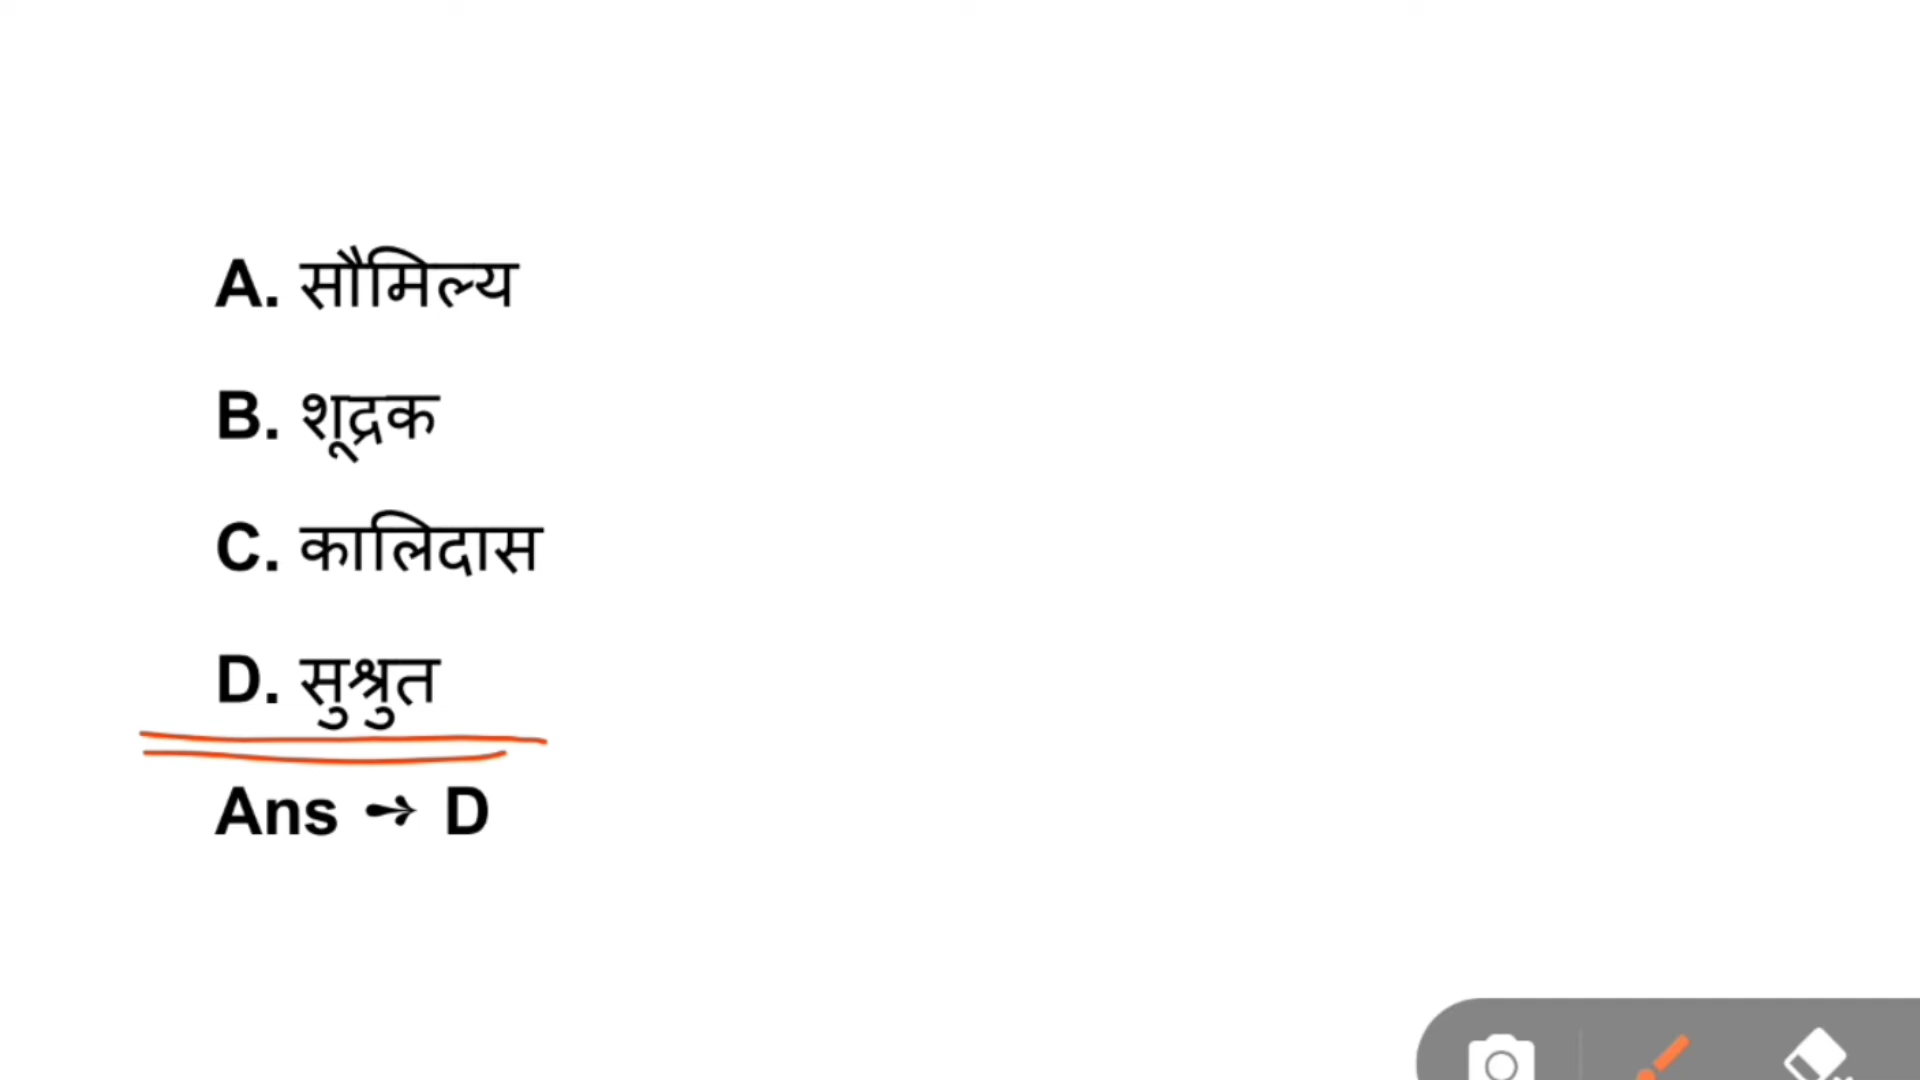 A. सौमिल्य
B. शूद्रक
C. कालिदास
D. सुश्रुत
Ans ➛ D